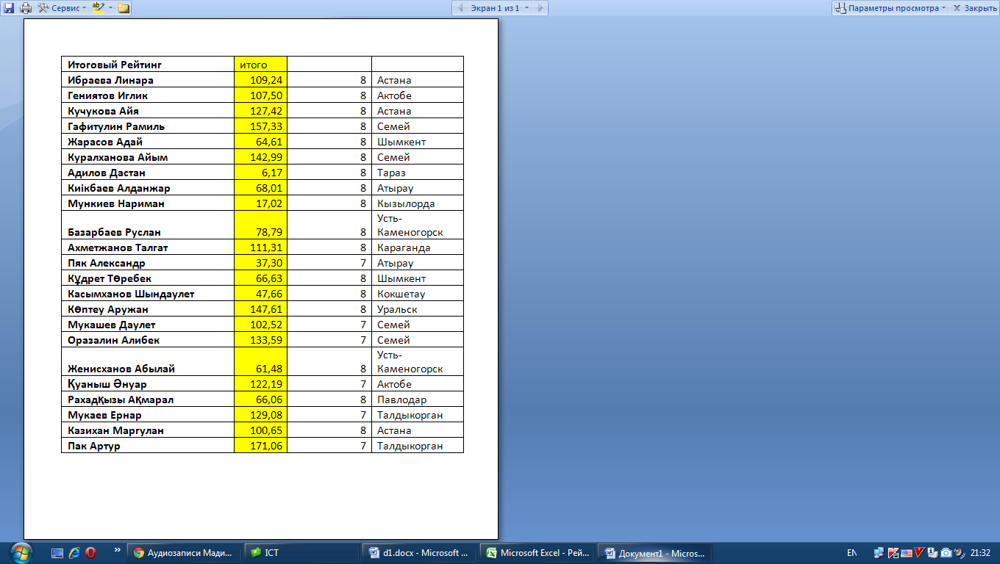 Сервис
Экран 1 из 1
Параметры просмотра
Закрыть
Итоговый Рейтинг итого
Ибраева Линара 109,24 8 Астана
Гениятов Иглик 107,50 8 Актобе
Кучукова Айя 127,42 8 Астана
Гафитулин Рамиль 157,33 8 Семей
Жарасов Адай 64,61 8 Шымкент
Куралханова Айым 142,99 8 Семей
Адилов Дастан 6,17 8 Тараз
Киікбаев Алданжар 68,01 8 Атырау
Мункиев Нариман 17,02 8 Кызылорда
Усть-
Базарбаев Руслан 78,79 8 Каменогорск
Ахметжанов Талгат 111,31 8 Караганда
Пяк Александр 37,30 7 Атырау
Құдрет Төребек 66,63 8 Шымкент
Касымханов Шындаулет 47,66 8 Кокшетау
Көптеу Аружан 147,61 8 Уральск
Мукашев Даулет 102,52 7 Семей
Оразалин Алибек 133,59 7 Семей
Усть-
Женисханов Абылай 61,48 8 Каменогорск
Қуаныш Әнуар 122,19 7 Актобе
Рахадқызы Ақмарал 66,06 8 Павлодар
Мукаев Ернар 129,08 7 Талдыкорган
Казихан Маргулан 100,65 8 Астана
Пак Артур 171,06 7 Талдыкорган
Аудиозаписи Мади...
ICT
d1.docx - Microsoft ...
Microsoft Excel - Рей...
Документ1 - Micros...
EN
21:32